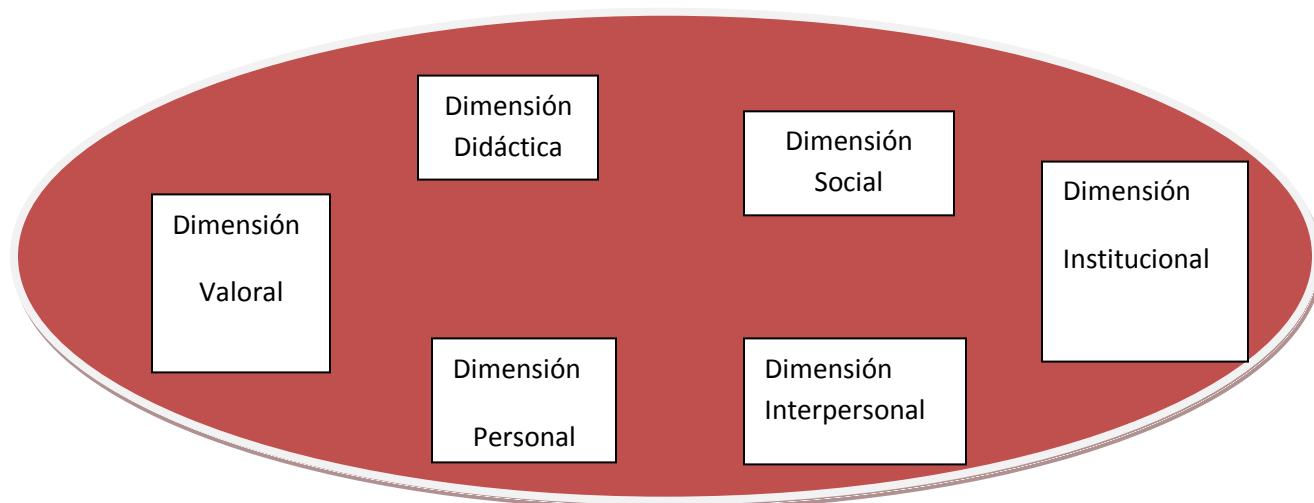 Dimensión
Didáctica
Dimensión
Social
Dimensión
Institucional
Dimensión
Valoral
Dimensión
Personal
Dimensión
Interpersonal